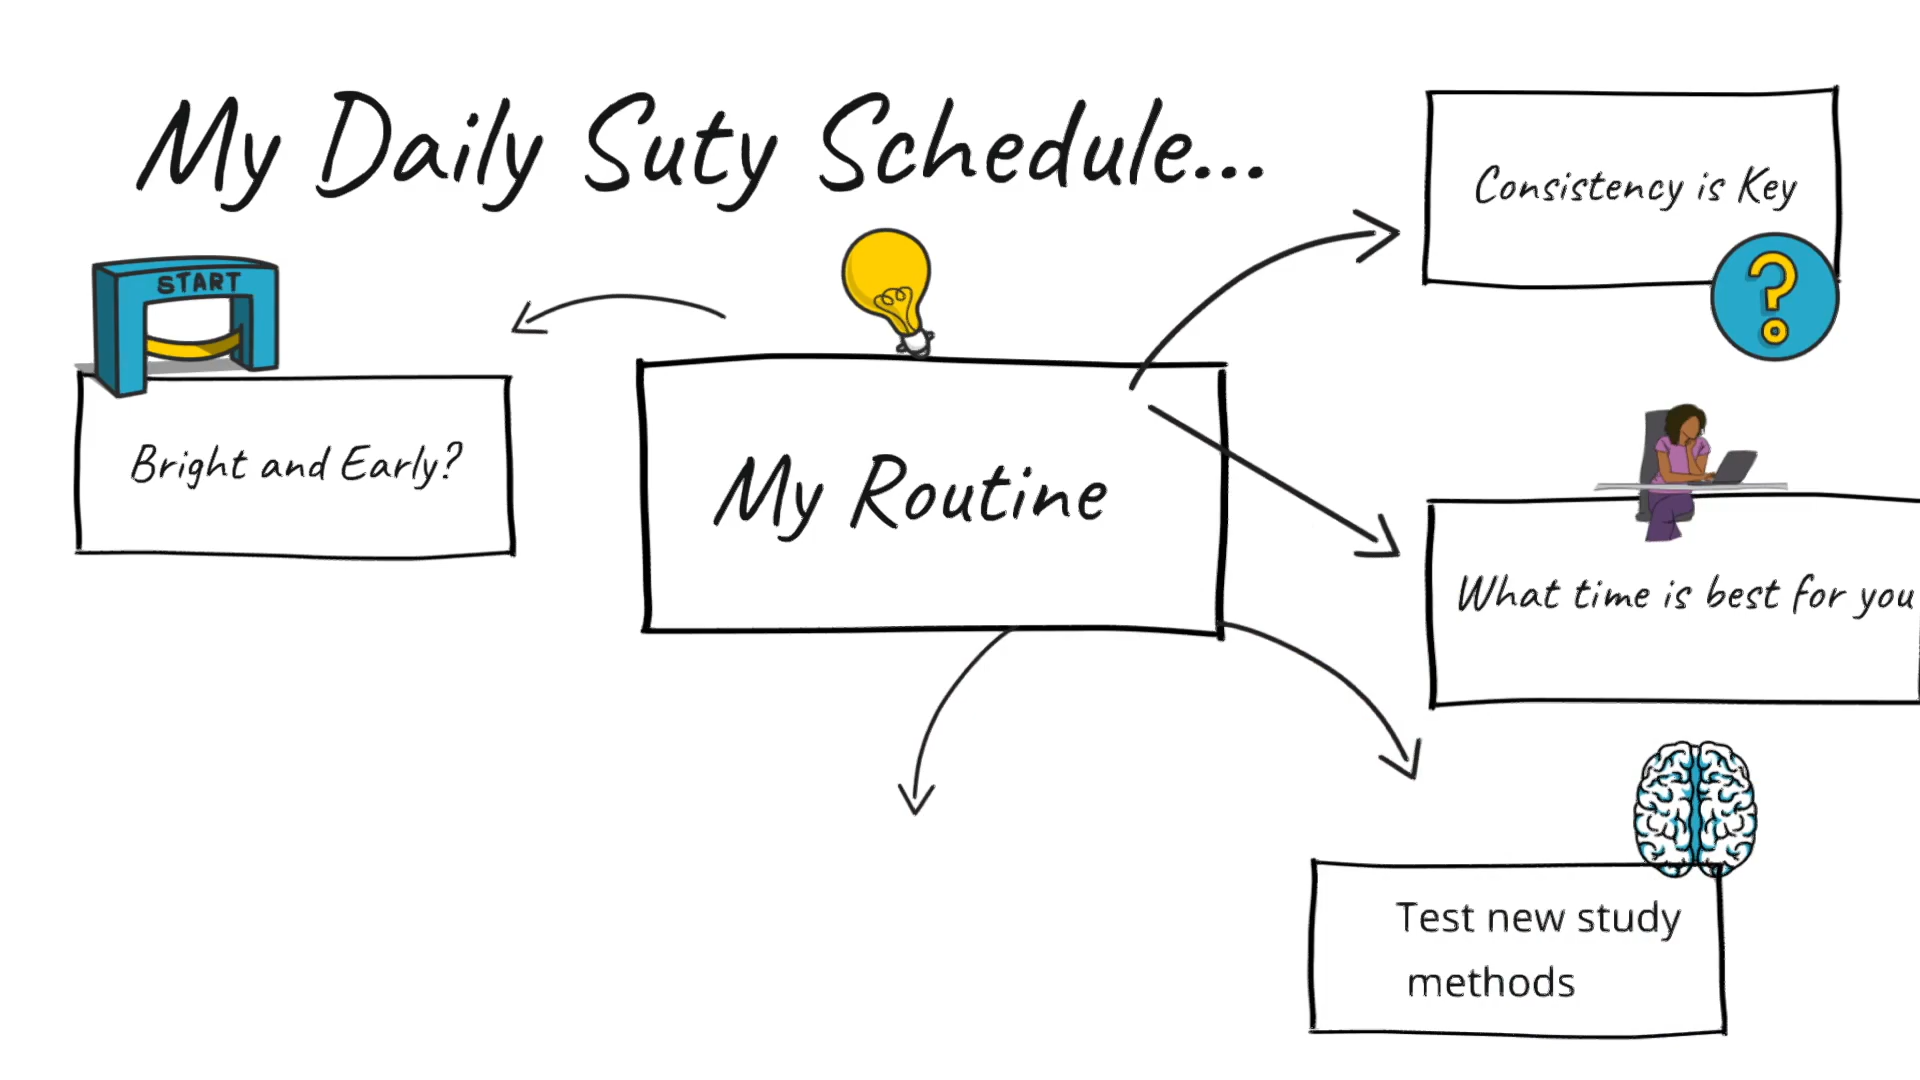 My Daily Suty Schedule...
Consistency is Key
START
Bright and Early?
My Routine
What time is best for you
Test new study
methods